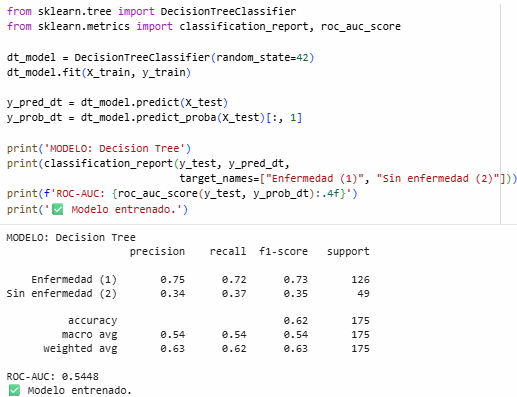 from sklearn.tree import DecisionTreeClassifier
from sklearn.metrics import classification_report, roc_auc_score

dt_model = DecisionTreeClassifier(random_state=42)
dt_model.fit(X_train, y_train)

y_pred_dt = dt_model.predict(X_test)
y_prob_dt = dt_model.predict_proba(X_test)[:, 1]

print('MODELO: Decision Tree')
print(classification_report(y_test, y_pred_dt,
                           target_names=["Enfermedad (1)", "Sin enfermedad (2)"]))
print(f'ROC-AUC: {roc_auc_score(y_test, y_prob_dt):.4f}')
print('✅ Modelo entrenado.')
MODELO: Decision Tree
                    precision    recall  f1-score   support

    Enfermedad (1)       0.75      0.72      0.73       126
Sin enfermedad (2)       0.34      0.37      0.35        49

          accuracy                           0.62       175
         macro avg       0.54      0.54      0.54       175
      weighted avg       0.63      0.62      0.63       175

ROC-AUC: 0.5448
✅ Modelo entrenado.